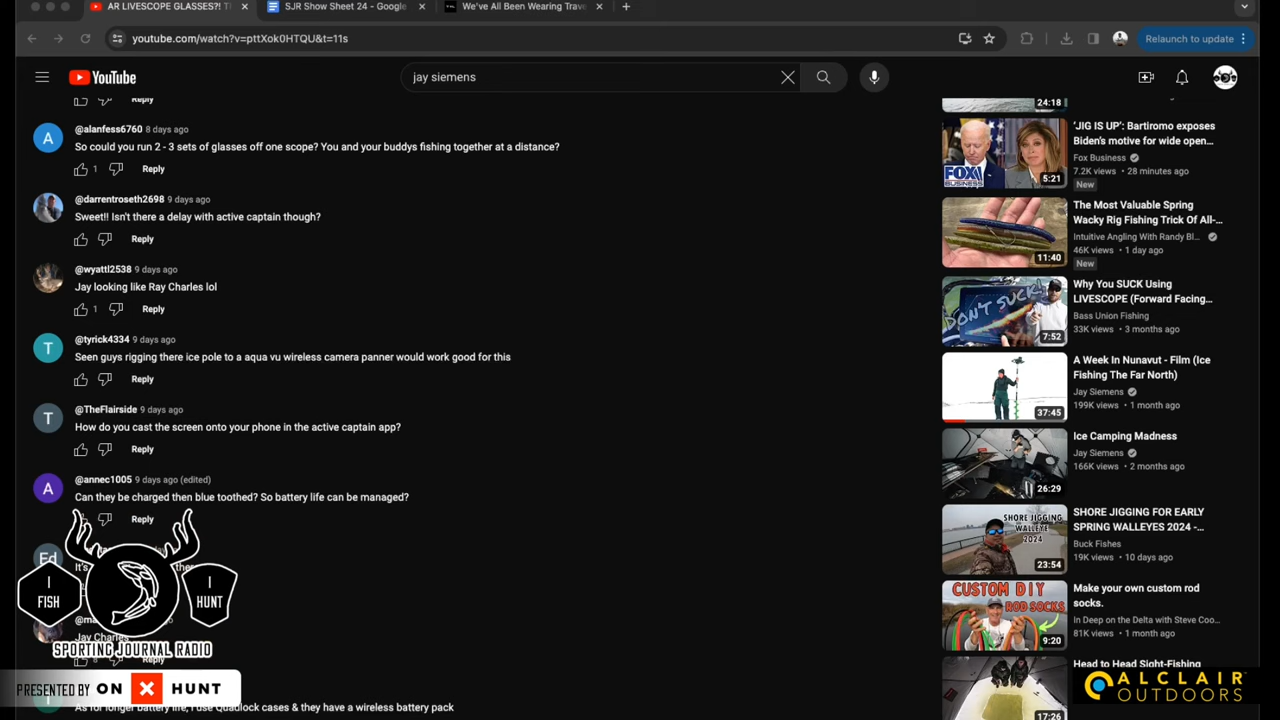 AR LIVESCOPE GLASSES?! T
SJR Show Sheet 24 - Google
We've All Been Wearing Trave
youtube.com/watch?v=pttXok0HTQU&t=11s
Relaunch to update
YouTube
jay siemens
Reply
@alanfess6760 8 days ago
So could you run 2 - 3 sets of glasses off one scope? You and your buddys fishing together at a distance?
1 Reply
@darrentroseth2698 9 days ago
Sweet!! Isn't there a delay with active captain though?
Reply
@wyattl2538 9 days ago
Jay looking like Ray Charles lol
1 Reply
T
@tyrick4334 9 days ago
Seen guys rigging there ice pole to a aqua vu wireless camera panner would work good for this
Reply
T
@TheFlairside 9 days ago
How do you cast the screen onto your phone in the active captain app?
Reply
A
@annec1005 9 days ago (edited)
Can they be charged then blue toothed? So battery life can be managed?
Reply
Ed
It's
Jay Charles
8 Reply
As for longer battery life, I use Quadlock cases & they have a wireless battery pack
I FISH
I HUNT
SPORTING JOURNAL RADIO
PRESENTED BY ON X HUNT
24:18
'JIG IS UP': Bartiromo exposes
Biden's motive for wide open...
Fox Business
7.2K views • 28 minutes ago
New
FOX BUSINESS
5:21
The Most Valuable Spring
Wacky Rig Fishing Trick Of All-...
Intuitive Angling With Randy Bl...
46K views • 1 day ago
New
11:40
Why You SUCK Using
LIVESCOPE (Forward Facing...
Bass Union Fishing
33K views • 3 months ago
DON'T SUCK!
7:52
A Week In Nunavut - Film (Ice
Fishing The Far North)
Jay Siemens
199K views • 1 month ago
37:45
Ice Camping Madness
Jay Siemens
166K views • 2 months ago
26:29
SHORE JIGGING FOR EARLY
SPRING WALLEYES 2024 -...
Buck Fishes
19K views • 10 days ago
SHORE JIGGING
WALLEYE
2024
23:54
Make your own custom rod
socks.
In Deep on the Delta with Steve Coo...
81K views • 1 month ago
CUSTOM DIY
ROD SOCKS
9:20
Head to Head Sight-Fishing
17:26
ALCLAIR
OUTDOORS